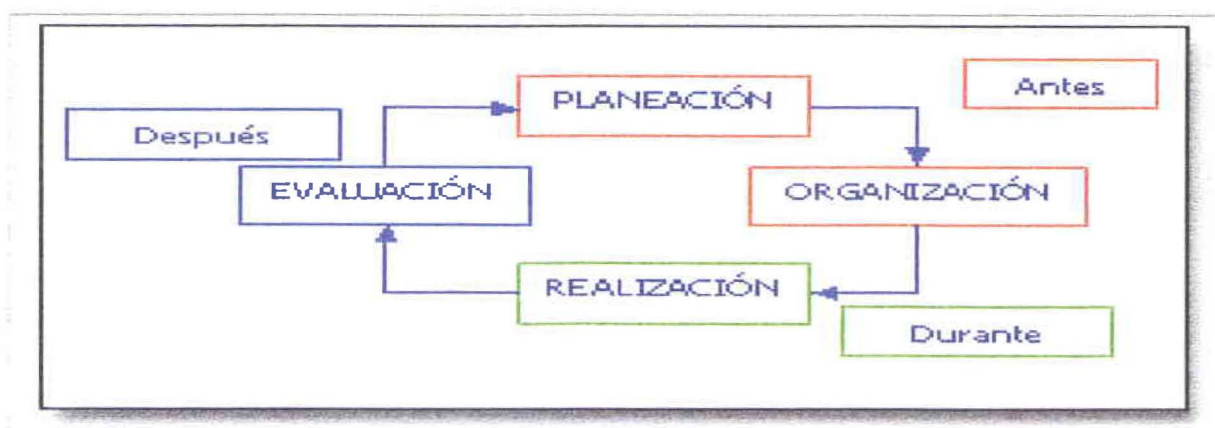 PLANEACIÓN
Antes
Después
EVALUACIÓN
ORGANIZACIÓN
REALIZACIÓN
Durante